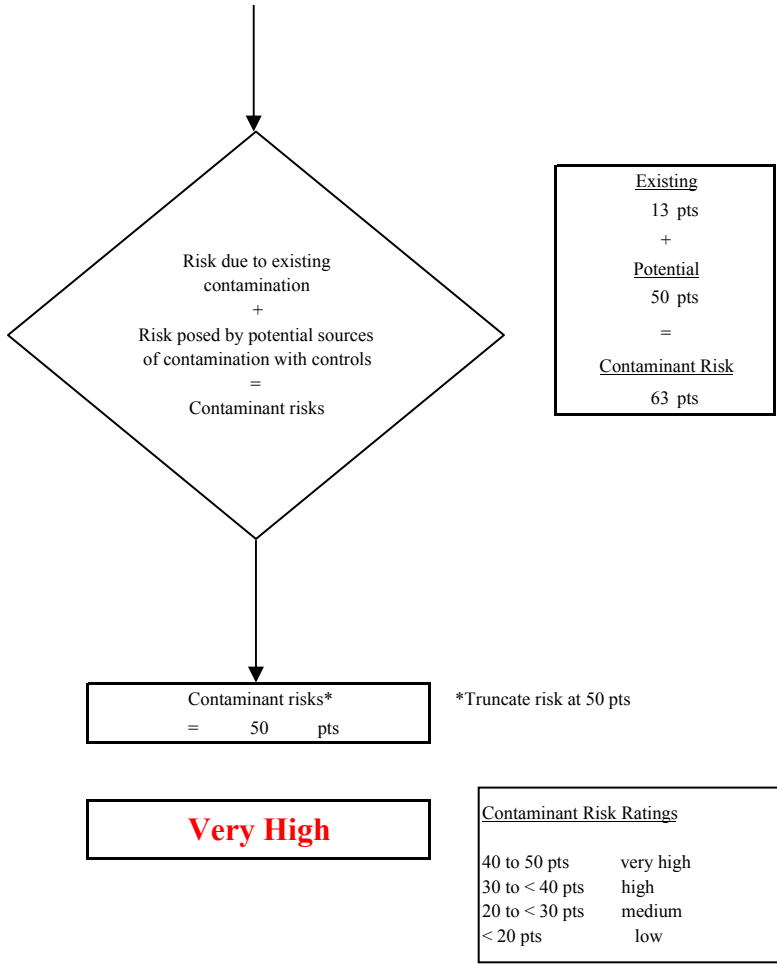 Risk due to existing
contamination
+
Risk posed by potential sources
of contamination with controls
=
Contaminant risks
Existing
13 pts
+
Potential
50 pts
=
Contaminant Risk
63 pts
Contaminant risks*
= 50 pts
*Truncate risk at 50 pts
Very High
Contaminant Risk Ratings
40 to 50 pts very high
30 to < 40 pts high
20 to < 30 pts medium
< 20 pts low